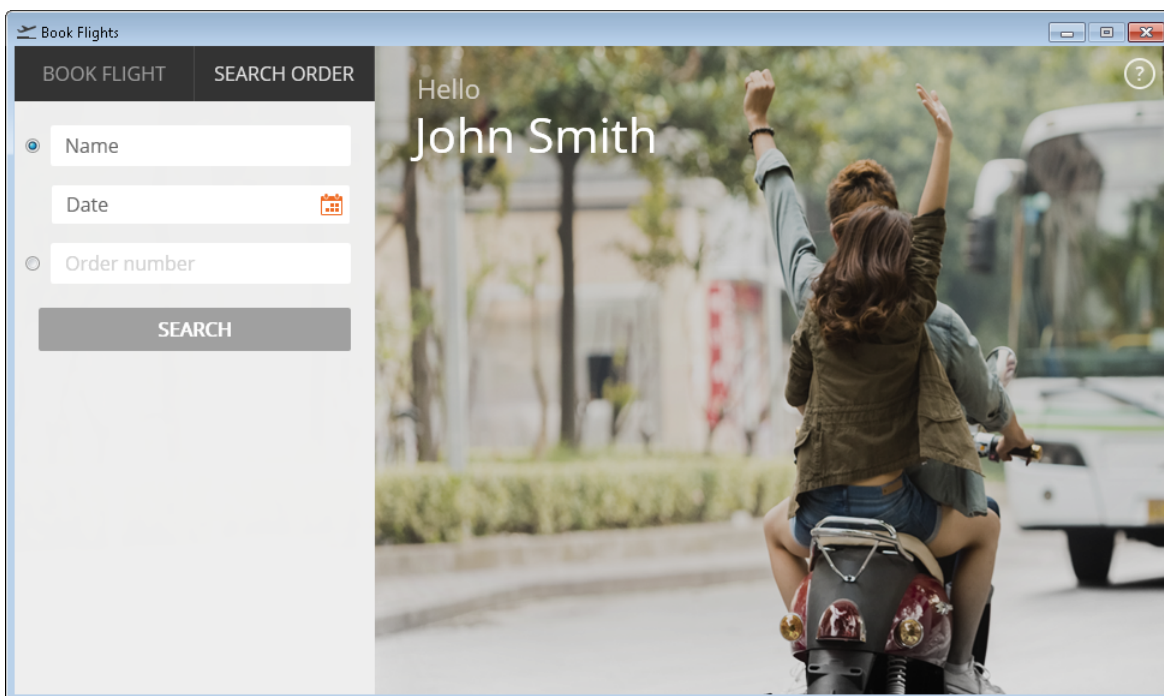 Book Flights
BOOK FLIGHT
SEARCH ORDER
Name
Date
Order number
SEARCH
Hello
John Smith
?